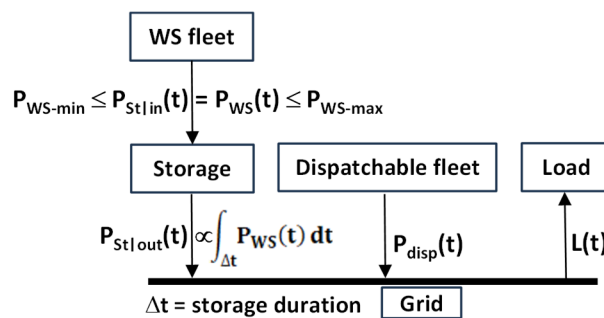 WS fleet
P_WS-min ≤ P_St|in(t) = P_WS(t) ≤ P_WS-max
Storage
Dispatchable fleet
Load
P_St|out(t) ∝ ∫_Δt P_WS(t) dt
P_disp(t)
L(t)
Δt = storage duration
Grid